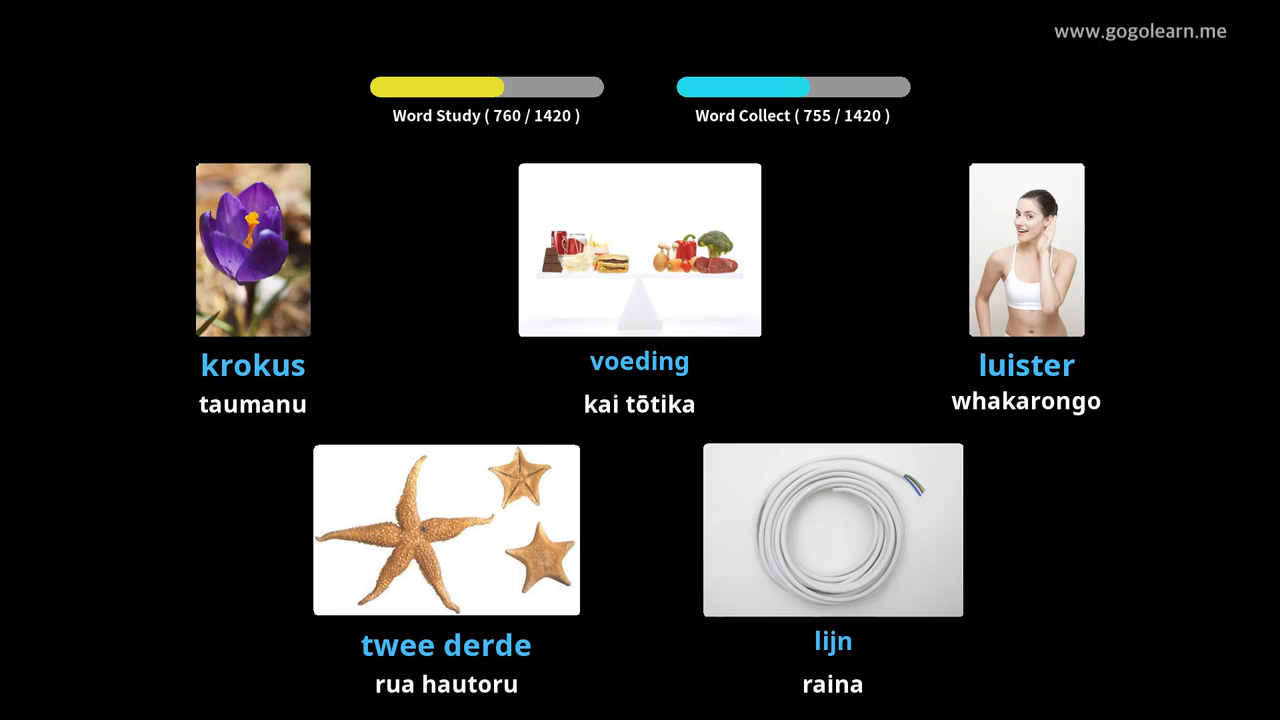 www.gogolearn.me
Word Study ( 760 / 1420 )
Word Collect ( 755 / 1420 )
krokus
taumanu
voeding
kai tōtika
luister
whakarongo
twee derde
rua hautoru
lijn
raina